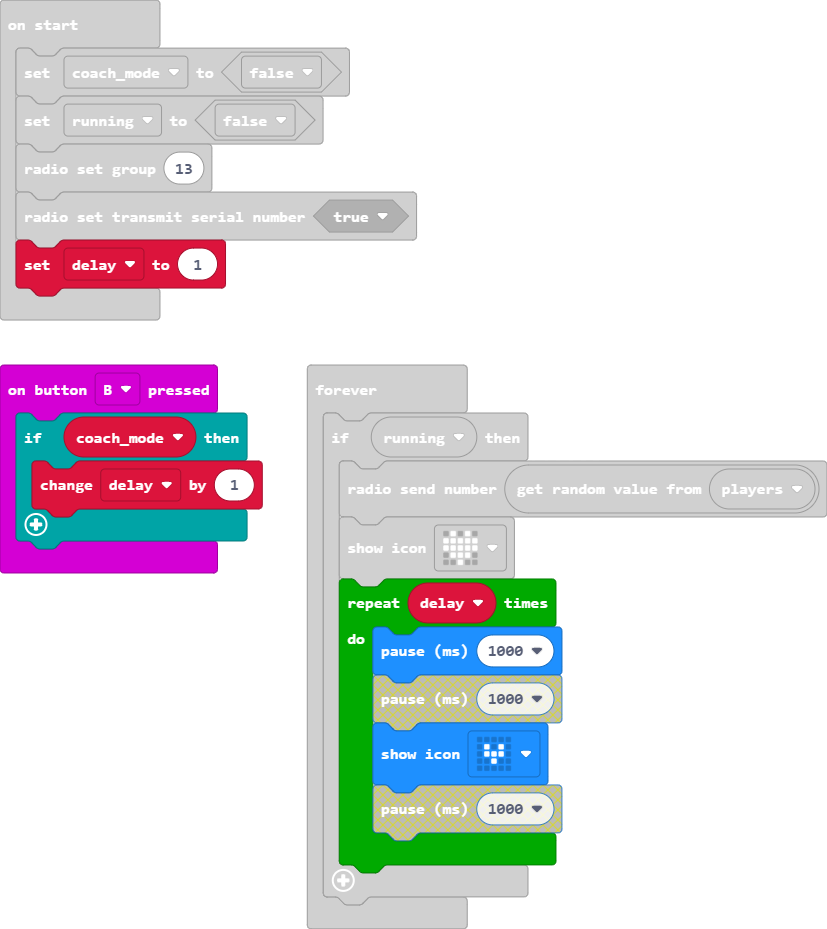 on start
set coach_mode to false
set running to false
radio set group 13
radio set transmit serial number true
set delay to 1
on button B pressed
if coach_mode then
change delay by 1
forever
if running then
radio send number get random value from players
show icon
repeat delay times
do
pause (ms) 1000
pause (ms) 1000
show icon
pause (ms) 1000